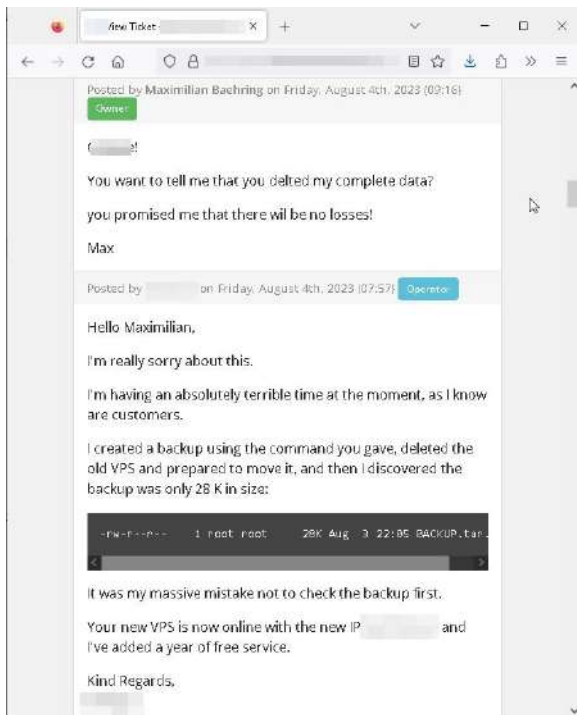 View Ticket -
Posted by Maximilian Baehring on Friday, August 4th, 2023 (09:16)
Owner
You want to tell me that you delted my complete data?
you promised me that there wil be no losses!
Max
Posted by on Friday, August 4th, 2023 (07:57) Operator
Hello Maximilian,
I'm really sorry about this.
I'm having an absolutely terrible time at the moment, as I know
are customers.
I created a backup using the command you gave, deleted the
old VPS and prepared to move it, and then I discovered the
backup was only 28 K in size:
-rw-r--r-- 1 root root 28K Aug 3 22:05 BACKUP.tar.
It was my massive mistake not to check the backup first.
Your new VPS is now online with the new IP and
I've added a year of free service.
Kind Regards,